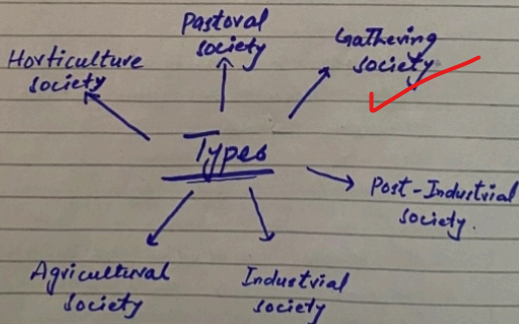 Pastoral
society
Gathering
society
Horticulture
society
Types
Post-Industrial
society.
Agricultural
society
Industrial
society